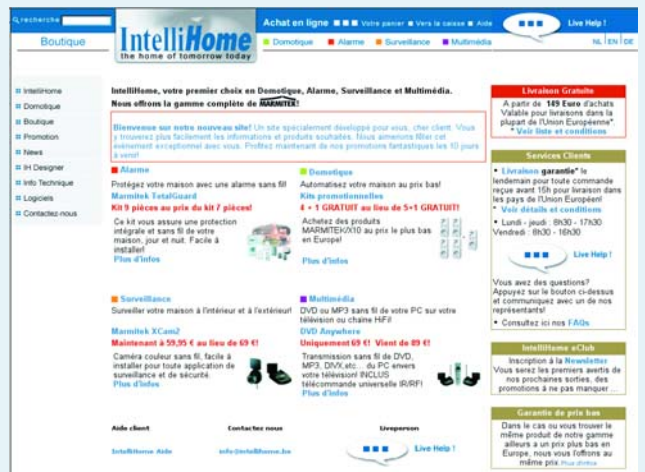 recherche
Achat en ligne Votre panier Vers la caisse Aide
Live Help !
Boutique
IntelliHome
the home of tomorrow today
Domotique Alarme Surveillance Multimédia
NL EN DE
IntelliHome
Domotique
Boutique
Promotion
News
IH Designer
Info Technique
Logiciels
Contactez-nous
IntelliHome, votre premier choix en Domotique, Alarme, Surveillance et Multimédia.
Nous offrons la gamme complète de MARMITEK!
Bienvenue sur notre nouveau site! Un site spécialement développé pour vous, cher client. Vous
y trouverez plus facilement les informations et produits souhaités. Nous aimerions fêter cet
évènement exceptionnel avec vous. Profitez maintenant de nos promotions fantastiques les 10 jours
à venir!
Alarme
Protégez votre maison avec une alarme sans fil!
Marmitek TotalGuard
Kit 9 pièces au prix du kit 7 pièces!
Ce kit vous assure une protection
intégrale et sans fil de votre
maison, jour et nuit. Facile à
installer!
Plus d'infos
Domotique
Automatisez votre maison au prix bas!
Kits promotionnelles
4 + 1 GRATUIT au lieu de 5+1 GRATUIT!
Achetez des produits
MARMITEK/X10 au prix le plus bas
en Europe!
Plus d'infos
Surveillance
Surveiller votre maison à l'intérieur et à l'extérieur!
Marmitek XCam2
Maintenant à 59,95 € au lieu de 69 €!
Caméra couleur sans fil, facile à
installer pour toute application de
surveillance et de sécurité.
Plus d'infos
Multimédia
DVD ou MP3 sans fil de votre PC sur votre
télévision ou chaîne HiFi!
DVD Anywhere
Uniquement 69 €! Vient de 89 €!
Transmission sans fil de DVD,
MP3, DIVX,etc... du PC envers
votre télévision! INCLUS
télécommande universelle IR/RF!
Plus d'infos
Livraison Gratuite
A partir de 149 Euro d'achats
Valable pour livraisons dans la
plupart de l'Union Européenne*.
* Voir liste et conditions
Services Clients
• Livraison garantie* le
lendemain pour toute commande
reçue avant 15h pour livraison dans
les pays de l'Union Européen!
* Voir détails et conditions
• Lundi - jeudi : 8H30 - 17H30
Vendredi : 8H30 - 16H30
Live Help !
Vous avez des questions?
Appuyez sur le bouton ci-dessus
et communiquez avec un de nos
représentants!
• Consultez ici nos FAQs
IntelliHome eClub
Inscription à la Newsletter
Vous serez les premiers avertis de
nos prochaines sorties, des
promotions à ne pas manquer ...
Garantie de prix bas
Dans le cas ou vous trouver le
même produit de notre gamme
ailleurs a un prix plus bas en
Europe, nous vous l'offrons au
même prix Plus d'infos
Aide client
Contactez nous
Liveperson
IntelliHome Aide
info@intellihome.be
Live Help !